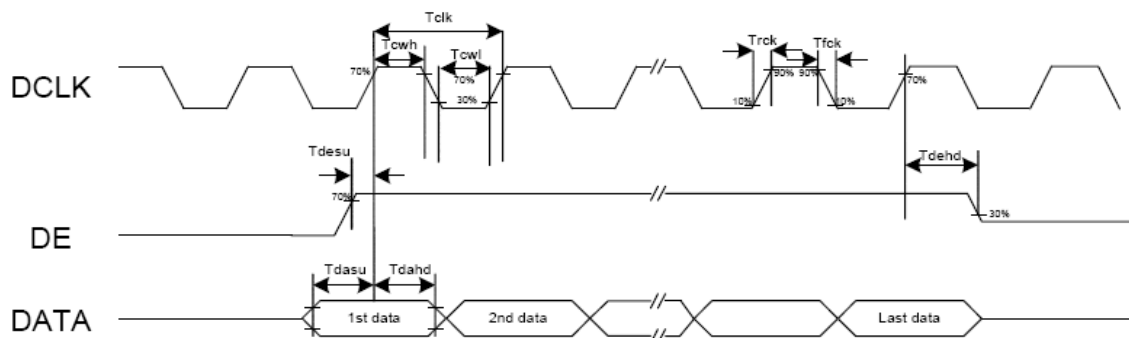 Tclk
Tcwh
Tcwl
Trck
Tfck
DCLK
70%
70%
30%
90%
90%
10%
10%
70%
Tdesu
Tdehd
70%
30%
DE
Tdasu
Tdahd
DATA
1st data
2nd data
Last data